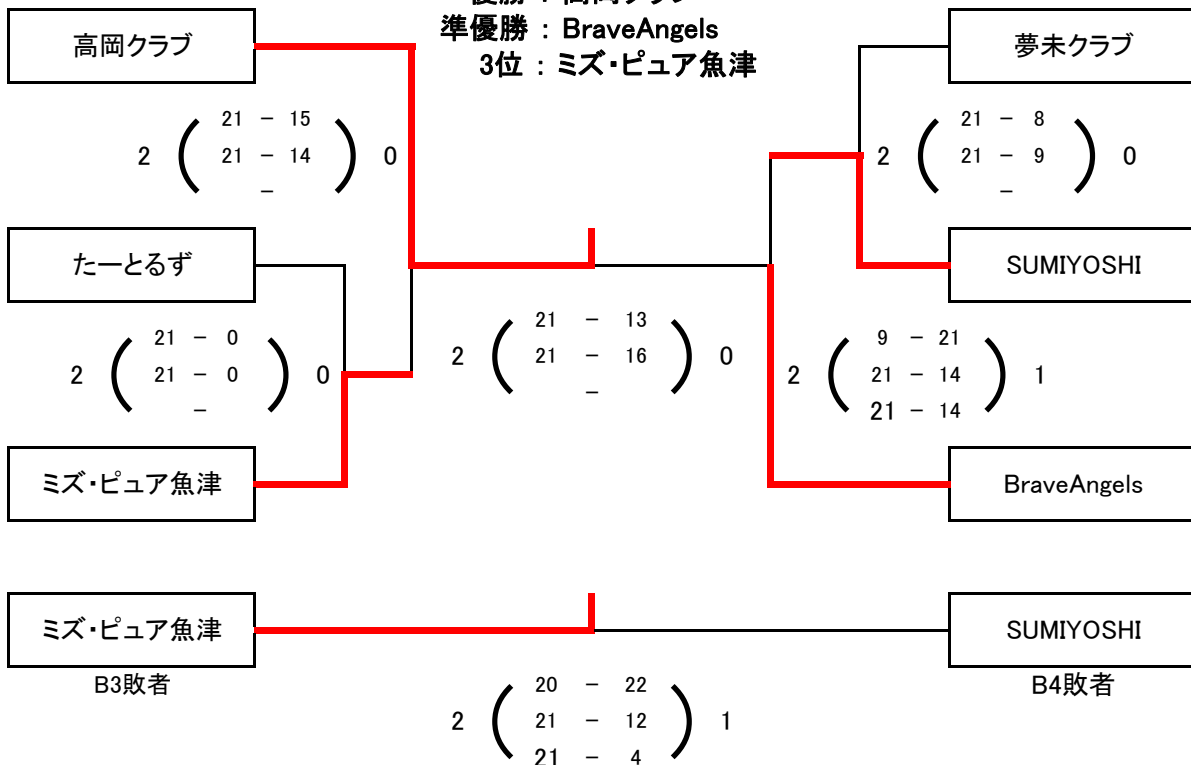 準優勝 : BraveAngels
3位 : ミズ・ピュア魚津
高岡クラブ
夢未クラブ
2 ( 21 - 15 ) 0
21 - 14
-
2 ( 21 - 8 ) 0
21 - 9
-
たーとるず
SUMIYOSHI
2 ( 21 - 0 ) 0
21 - 0
-
2 ( 21 - 13 ) 0
21 - 16
-
2 ( 9 - 21 ) 1
21 - 14
21 - 14
ミズ・ピュア魚津
BraveAngels
ミズ・ピュア魚津
SUMIYOSHI
B3敗者
B4敗者
2 ( 20 - 22 ) 1
21 - 12
21 - 4